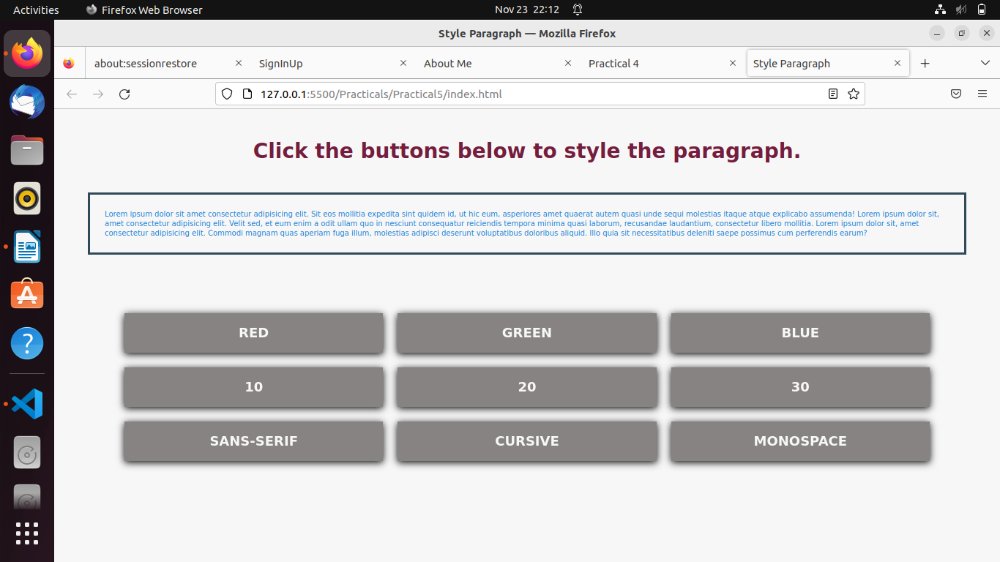 Activities Firefox Web Browser Nov 23 22:12
Style Paragraph — Mozilla Firefox
about:sessionrestore SignInUp About Me Practical 4 Style Paragraph
127.0.0.1:5500/Practicals/Practical5/index.html
Click the buttons below to style the paragraph.
Lorem ipsum dolor sit amet consectetur adipisicing elit. Sit eos mollitia expedita sint quidem id, ut hic eum, asperiores amet quaerat autem quasi unde sequi molestias itaque atque explicabo assumenda! Lorem ipsum dolor sit,
amet consectetur adipisicing elit. Velit sed, et eum enim a odit ullam quo in nesciunt consequatur reiciendis tempora minima quasi laborum, recusandae laudantium, consectetur libero mollitia. Lorem ipsum dolor sit, amet
consectetur adipisicing elit. Commodi magnam quas aperiam fuga illum, molestias adipisci deserunt voluptatibus doloribus aliquid. Illo quia sit necessitatibus deleniti saepe possimus cum perferendis earum?
RED GREEN BLUE
10 20 30
SANS-SERIF CURSIVE MONOSPACE